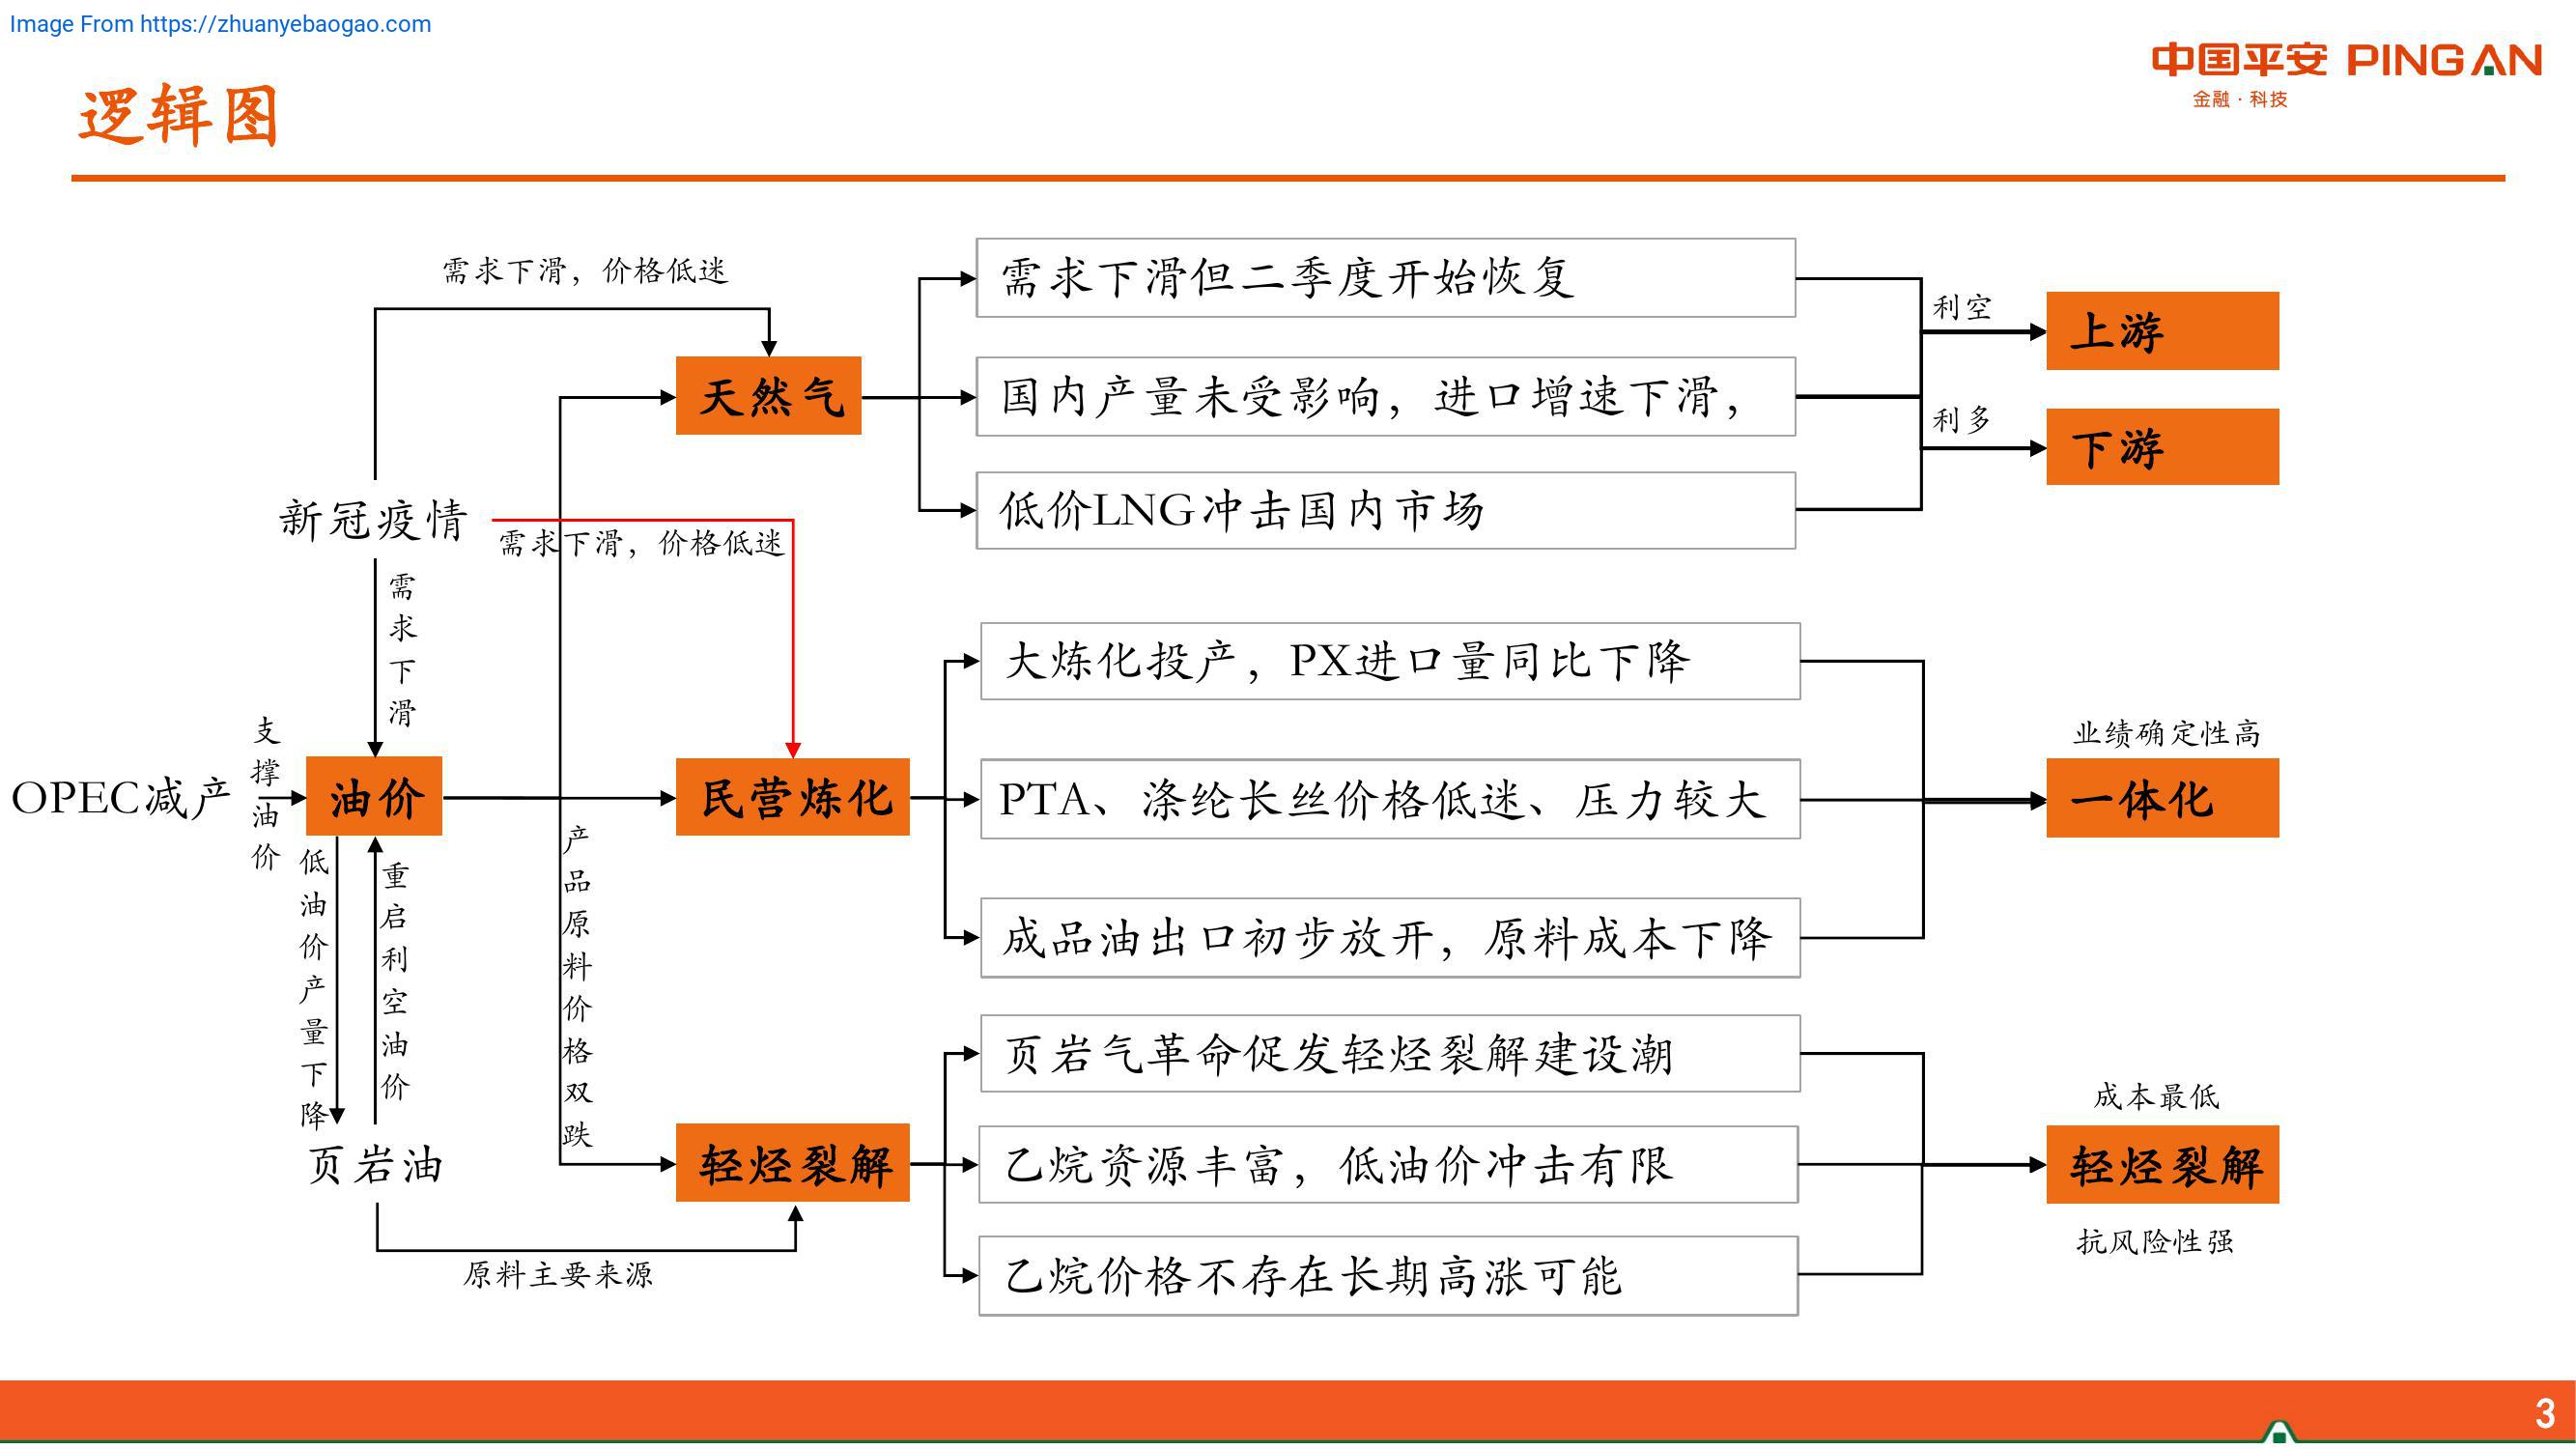 Image From https://zhuanyebaogao.com
中国平安 PINGAN
金融·科技
逻辑图
需求下滑，价格低迷
需求下滑但二季度开始恢复
利空
上游
天然气
国内产量未受影响，进口增速下滑，
利多
下游
新冠疫情
需求下滑，价格低迷
低价LNG冲击国内市场
需求下滑
大炼化投产，PX进口量同比下降
支撑油价
业绩确定性高
OPEC减产
油价
民营炼化
PTA、涤纶长丝价格低迷、压力较大
一体化
低油价产量下降
重启利空油价
产品原料价格双跌
成品油出口初步放开，原料成本下降
页岩气革命促发轻烃裂解建设潮
成本最低
页岩油
轻烃裂解
乙烷资源丰富，低油价冲击有限
轻烃裂解
抗风险性强
原料主要来源
乙烷价格不存在长期高涨可能
3